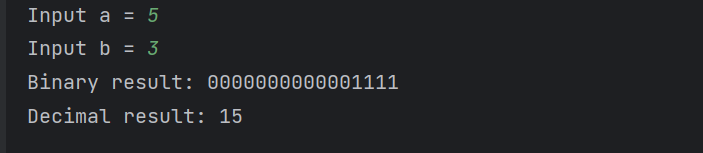 Input a = 5
Input b = 3
Binary result: 0000000000001111
Decimal result: 15